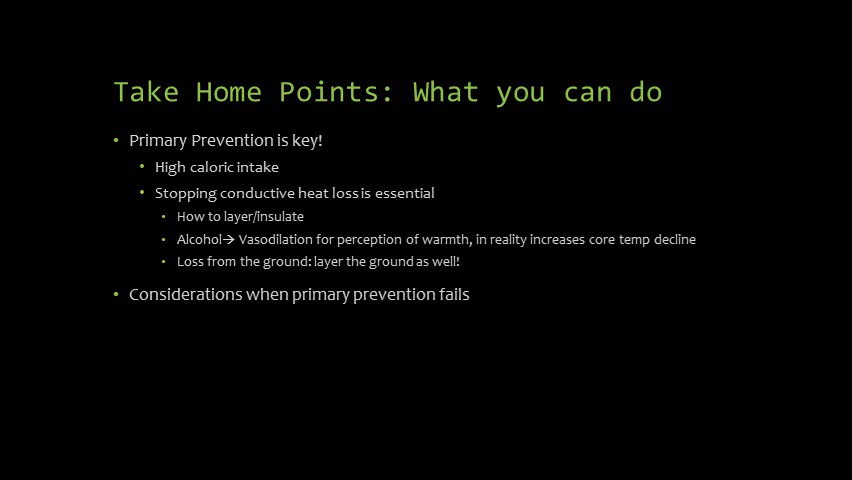 Take Home Points: What you can do
• Primary Prevention is key!
• High caloric intake
• Stopping conductive heat loss is essential
• How to layer/insulate
• Alcohol→ Vasodilation for perception of warmth, in reality increases core temp decline
• Loss from the ground: layer the ground as well!
• Considerations when primary prevention fails